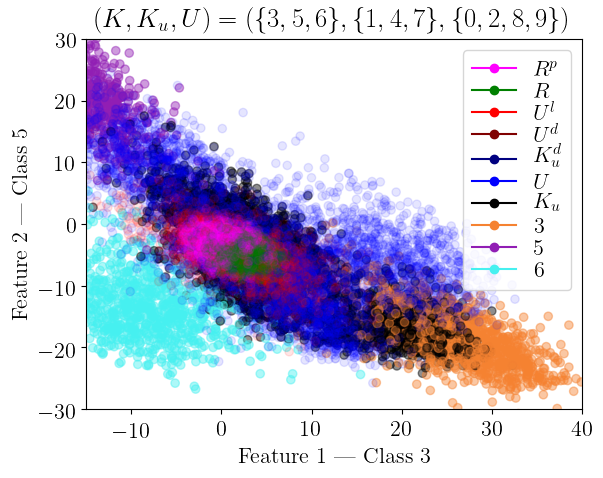 (K, K_u, U) = ({3, 5, 6}, {1, 4, 7}, {0, 2, 8, 9})
30
20
10
0
−10
−20
−30
Feature 2 — Class 5
R^p
R
U^l
U^d
K_u^d
U
K_u
3
5
6
−10
0
10
20
30
40
Feature 1 — Class 3